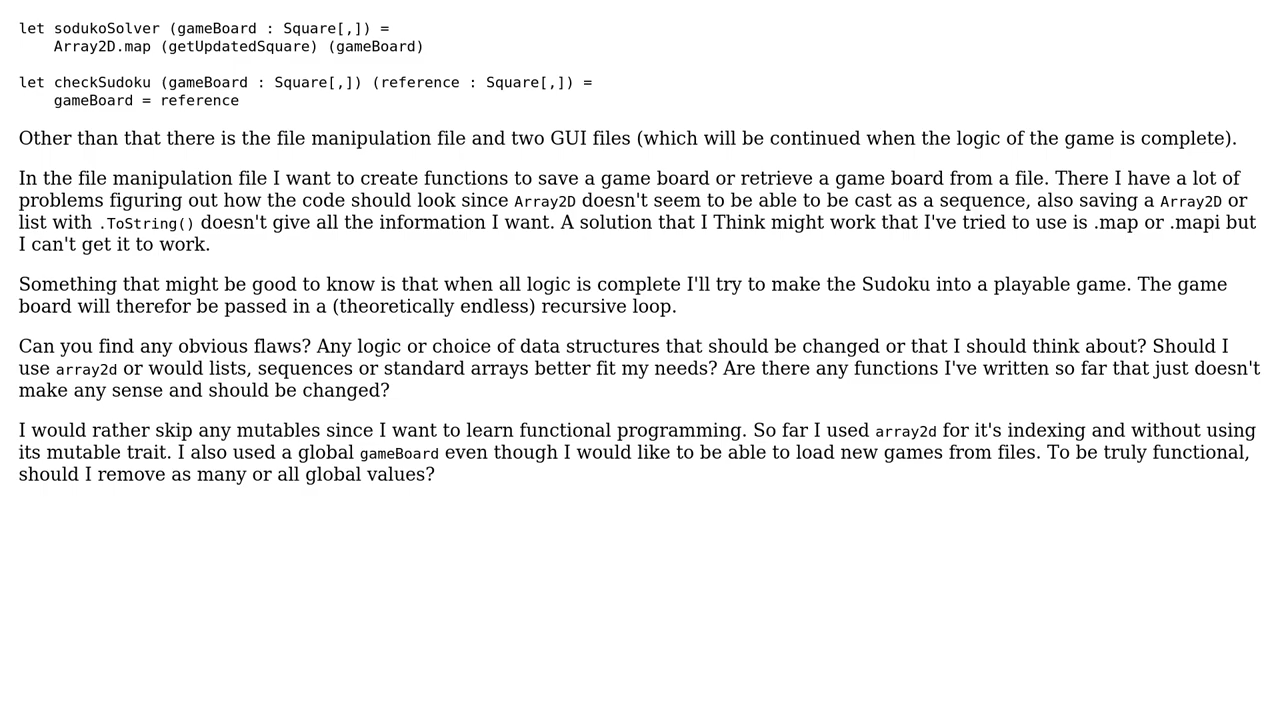 let sodukoSolver (gameBoard : Square[,]) =
    Array2D.map (getUpdatedSquare) (gameBoard)
let checkSudoku (gameBoard : Square[,]) (reference : Square[,]) =
    gameBoard = reference
Other than that there is the file manipulation file and two GUI files (which will be continued when the logic of the game is complete).
In the file manipulation file I want to create functions to save a game board or retrieve a game board from a file. There I have a lot of
problems figuring out how the code should look since Array2D doesn't seem to be able to be cast as a sequence, also saving a Array2D or
list with .ToString() doesn't give all the information I want. A solution that I Think might work that I've tried to use is .map or .mapi but
I can't get it to work.
Something that might be good to know is that when all logic is complete I'll try to make the Sudoku into a playable game. The game
board will therefor be passed in a (theoretically endless) recursive loop.
Can you find any obvious flaws? Any logic or choice of data structures that should be changed or that I should think about? Should I
use array2d or would lists, sequences or standard arrays better fit my needs? Are there any functions I've written so far that just doesn't
make any sense and should be changed?
I would rather skip any mutables since I want to learn functional programming. So far I used array2d for it's indexing and without using
its mutable trait. I also used a global gameBoard even though I would like to be able to load new games from files. To be truly functional,
should I remove as many or all global values?